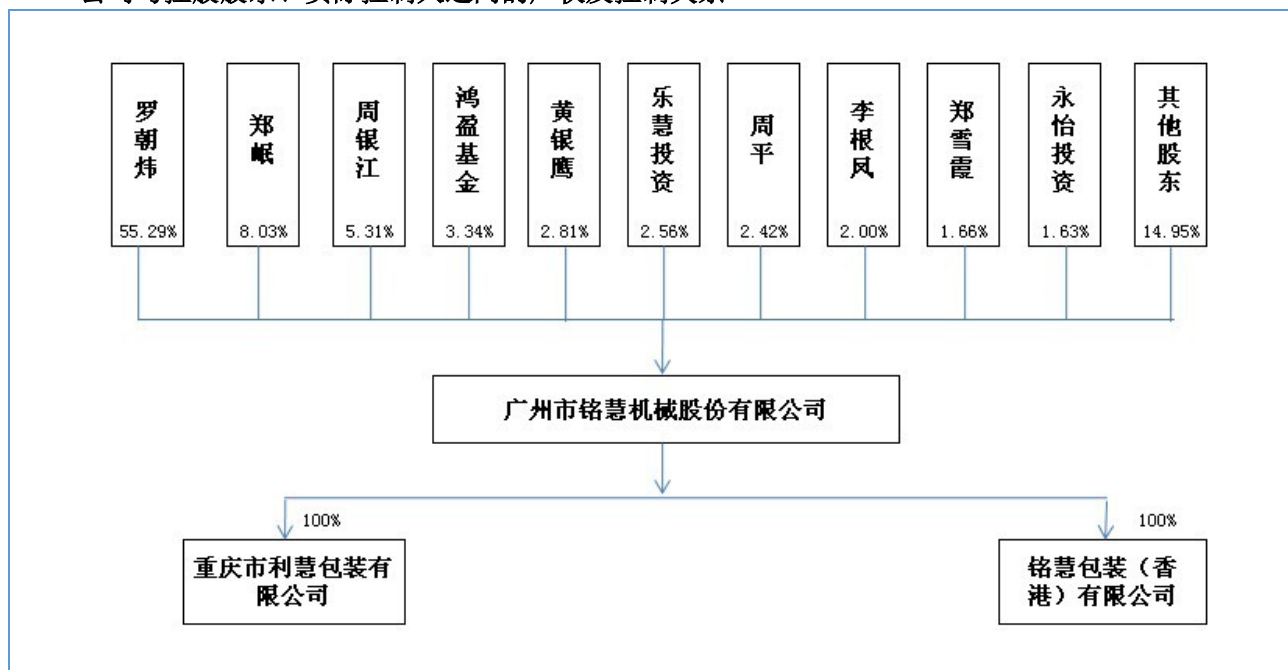 罗朝炜
55.29%
郑岷
8.03%
周银江
5.31%
鸿盈基金
3.34%
黄银鹰
2.81%
乐慧投资
2.56%
周平
2.42%
李根凤
2.00%
郑雪霞
1.66%
永怡投资
1.63%
其他股东
14.95%
广州市铭慧机械股份有限公司
100%
100%
重庆市利慧包装有
限公司
铭慧包装（香
港）有限公司